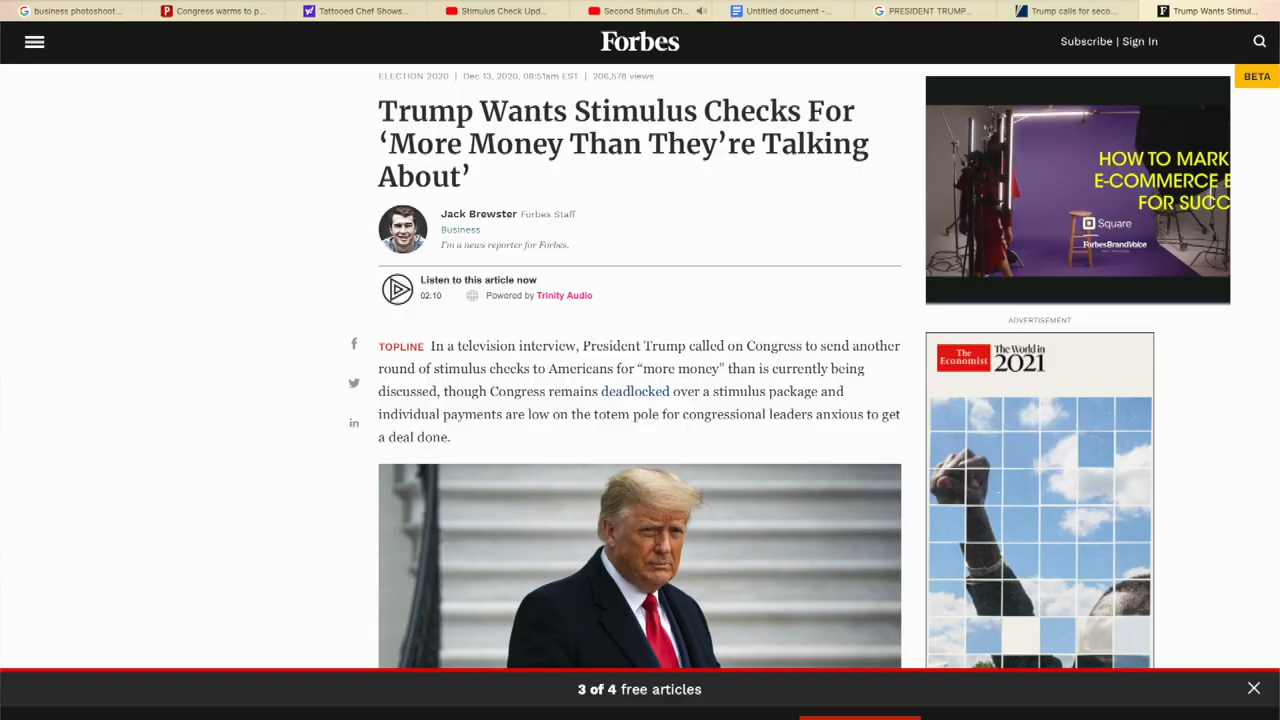 business photoshoot...
Congress warms to p...
Tattooed Chef Shows...
Stimulus Check Upd...
Second Stimulus Ch...
Untitled document -...
PRESIDENT TRUMP...
Trump calls for seco...
Trump Wants Stimul...
Forbes
Subscribe | Sign In
BETA
ELECTION 2020 | Dec 13, 2020, 08:51am EST | 206,578 views
Trump Wants Stimulus Checks For
‘More Money Than They’re Talking
About’
Jack Brewster Forbes Staff
Business
I'm a news reporter for Forbes.
Listen to this article now
02:10 Powered by Trinity Audio
TOPLINE In a television interview, President Trump called on Congress to send another
round of stimulus checks to Americans for “more money” than is currently being
discussed, though Congress remains deadlocked over a stimulus package and
individual payments are low on the totem pole for congressional leaders anxious to get
a deal done.
HOW TO MARK
E-COMMERCE E
FOR SUCC
Square
ForbesBrandVoice
ADVERTISEMENT
The Economist
The World in
2021
3 of 4 free articles